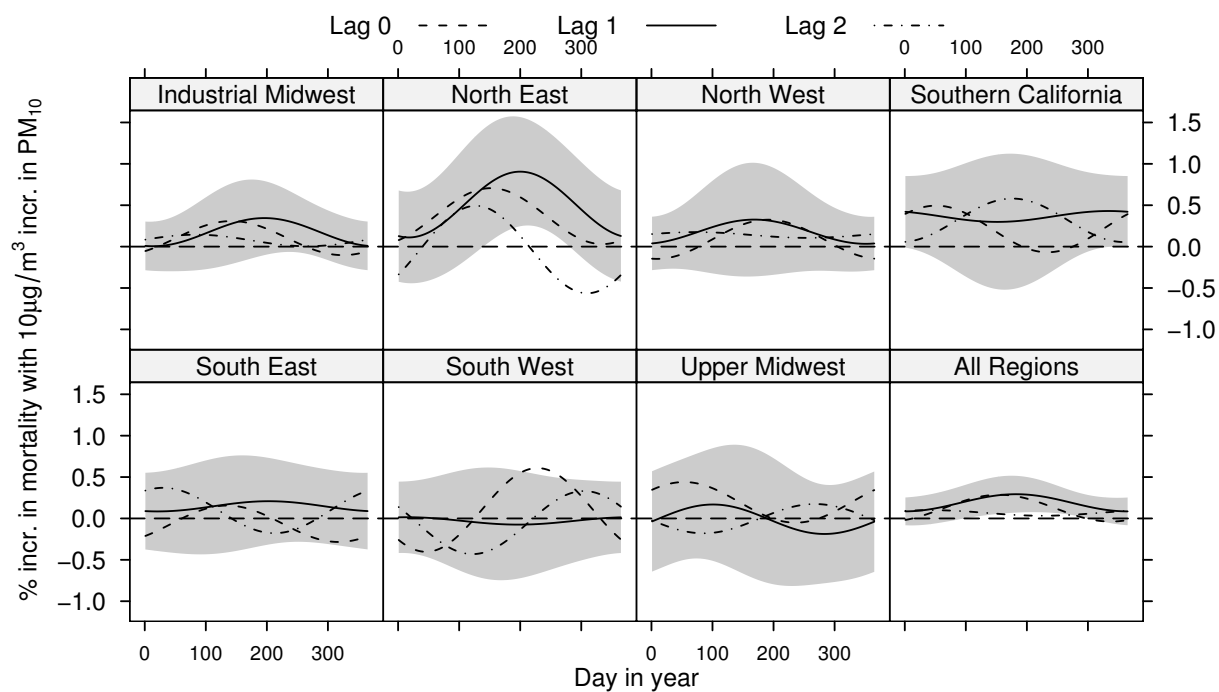 Lag 0 Lag 1 Lag 2
0 100 200 300 0 100 200 300
Industrial Midwest North East North West Southern California
1.5
1.0
0.5
0.0
−0.5
−1.0
South East South West Upper Midwest All Regions
1.5
1.0
0.5
0.0
−0.5
−1.0
0 100 200 300 0 100 200 300
Day in year
% incr. in mortality with 10μg/m³ incr. in PM₁₀